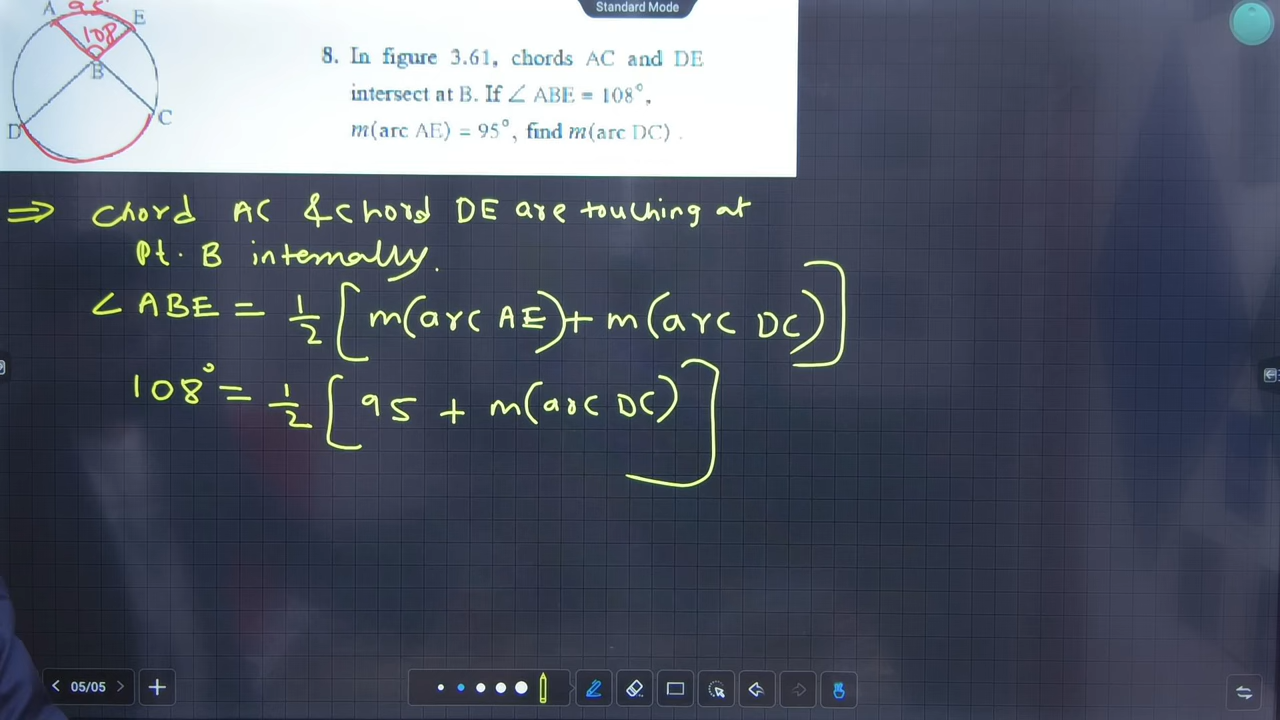 Standard Mode
A 95° E
108
B
C
D
8. In figure 3.61, chords AC and DE
intersect at B. If ∠ ABE = 108°,
m(arc AE) = 95°, find m(arc DC) .
⇒ Chord AC & chord DE are touching at
Pt. B internally.
∠ ABE = 1/2 [ m(arc AE) + m(arc DC) ]
108° = 1/2 [ 95 + m(arc DC) ]
05/05